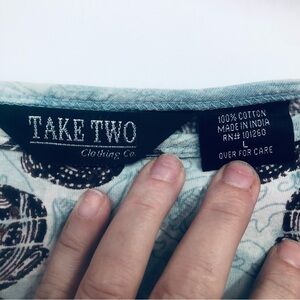 TAKE TWO
Clothing Co.
100% COTTON
MADE IN INDIA
RN# 101260
L
OVER FOR CARE